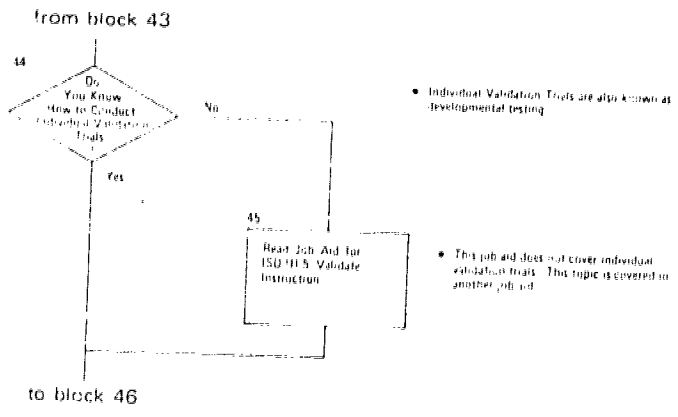 from block 43
44
Do
You Know
How to Conduct
Individual Validation
Trials
No
• Individual Validation Trials are also known as
developmental testing
Yes
45
Read Job Aid for
ISD III.5 Validate
Instruction
• This job aid does not cover individual
validation trials. This topic is covered in
another job aid
to block 46